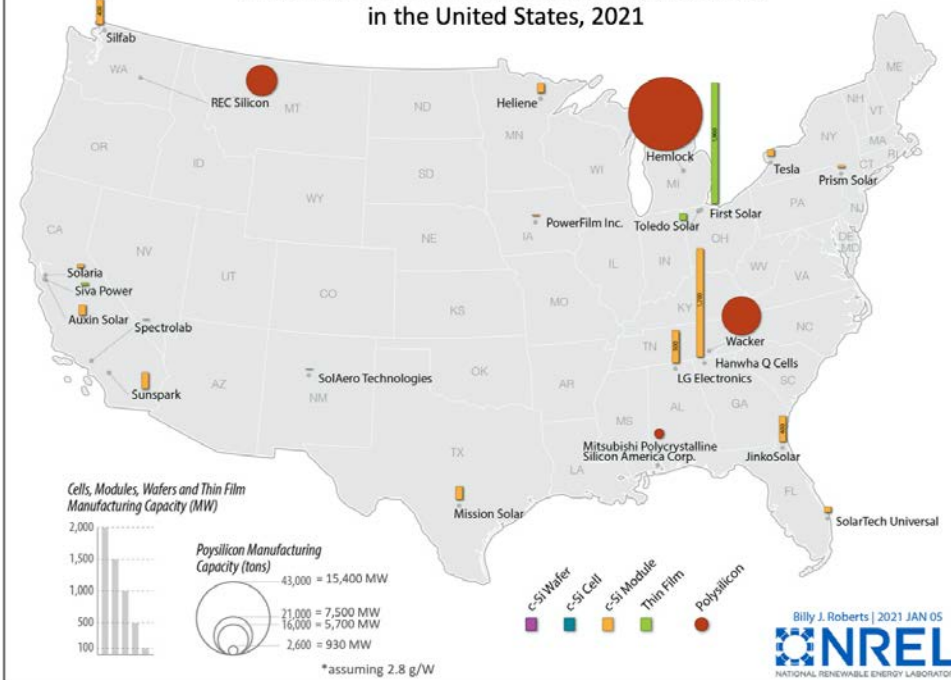 in the United States, 2021
400
Silfab
WA
REC Silicon
MT
ND
Heliene
MN
ME
NH
VT
NY
MA
RI
CT
Hemlock
MI
1,900
Tesla
Prism Solar
OR
ID
SD
WI
WY
PowerFilm Inc.
IA
Toledo Solar
First Solar
PA
NJ
OH
DE
MD
CA
NV
NE
IL
IN
WV
VA
Solaria
Siva Power
UT
CO
KS
MO
KY
1,700
Auxin Solar
Spectrolab
NC
TN
500
Wacker
Hanwha Q Cells
LG Electronics
Sunspark
AZ
SolAero Technologies
NM
OK
AR
SC
MS
AL
GA
400
Mitsubishi Polycrystalline
Silicon America Corp.
JinkoSolar
TX
LA
FL
Mission Solar
SolarTech Universal
Cells, Modules, Wafers and Thin Film
Manufacturing Capacity (MW)
2,000
1,500
1,000
500
100
Poysilicon Manufacturing
Capacity (tons)
43,000 = 15,400 MW
21,000 = 7,500 MW
16,000 = 5,700 MW
2,600 = 930 MW
*assuming 2.8 g/W
c-Si Wafer
c-Si Cell
c-Si Module
Thin Film
Polysilicon
Billy J. Roberts | 2021 JAN 05
NREL
NATIONAL RENEWABLE ENERGY LABORATORY